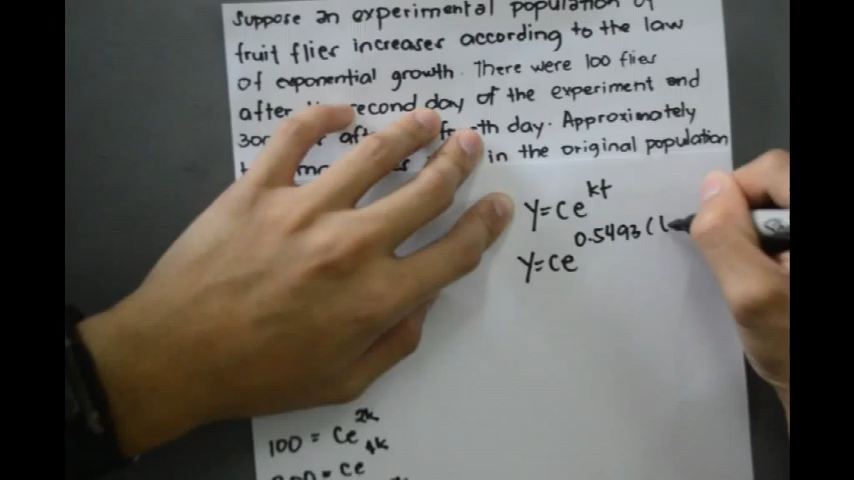 Suppose an experimental population of
fruit flies increases according to the law
of exponential growth. There were 100 flies
after second day of the experiment and
day. Approximately
in the original population
y=ce^kt
y=ce^0.5493(
100 = ce^2k
= ce^4k